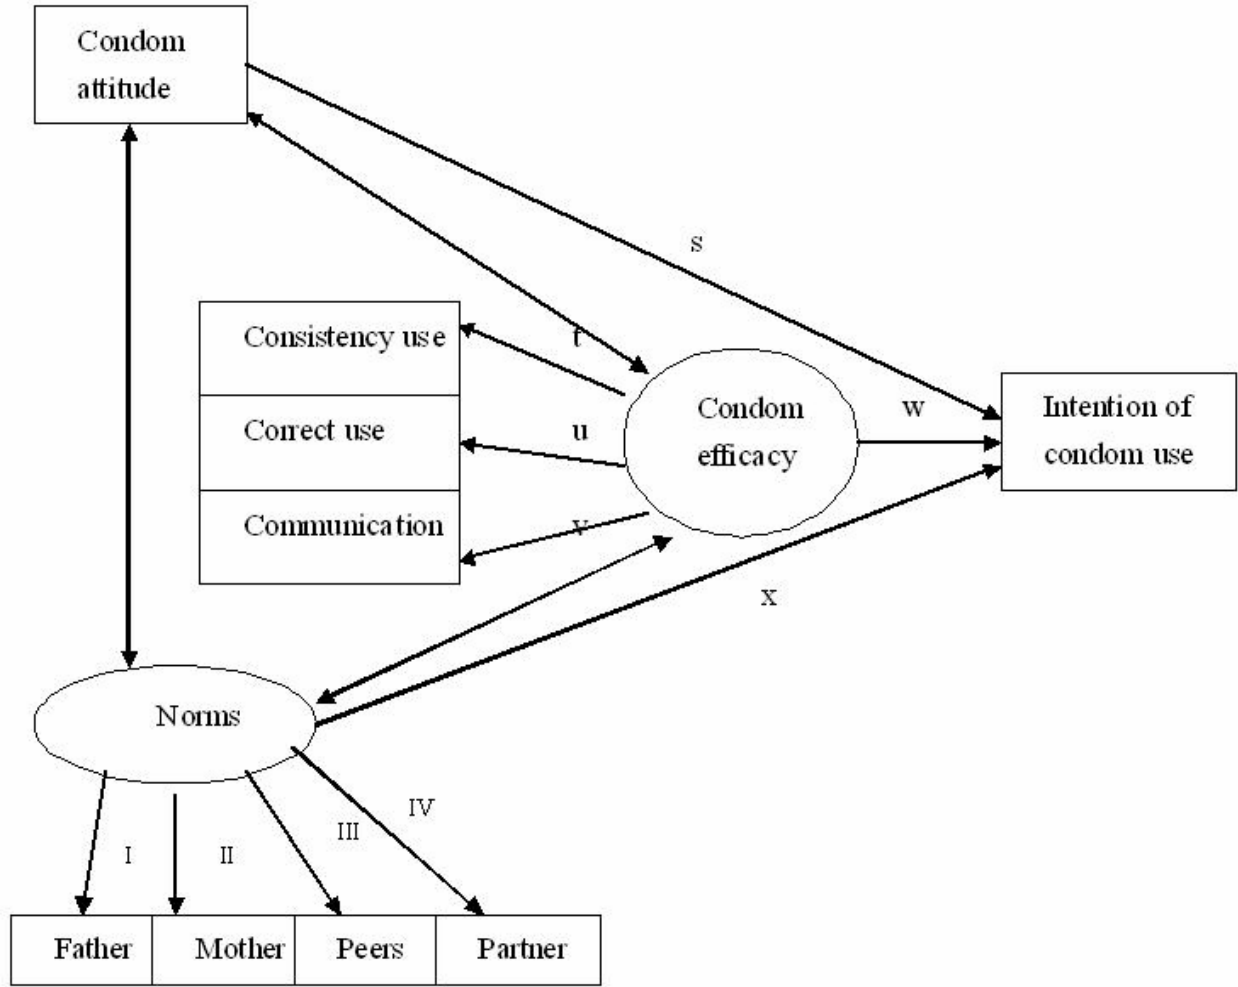 Condom
attitude
s
Consistency use
t
Correct use
u
Communication
v
Condom
efficacy
w
Intention of
condom use
x
Norms
I
II
III
IV
Father
Mother
Peers
Partner